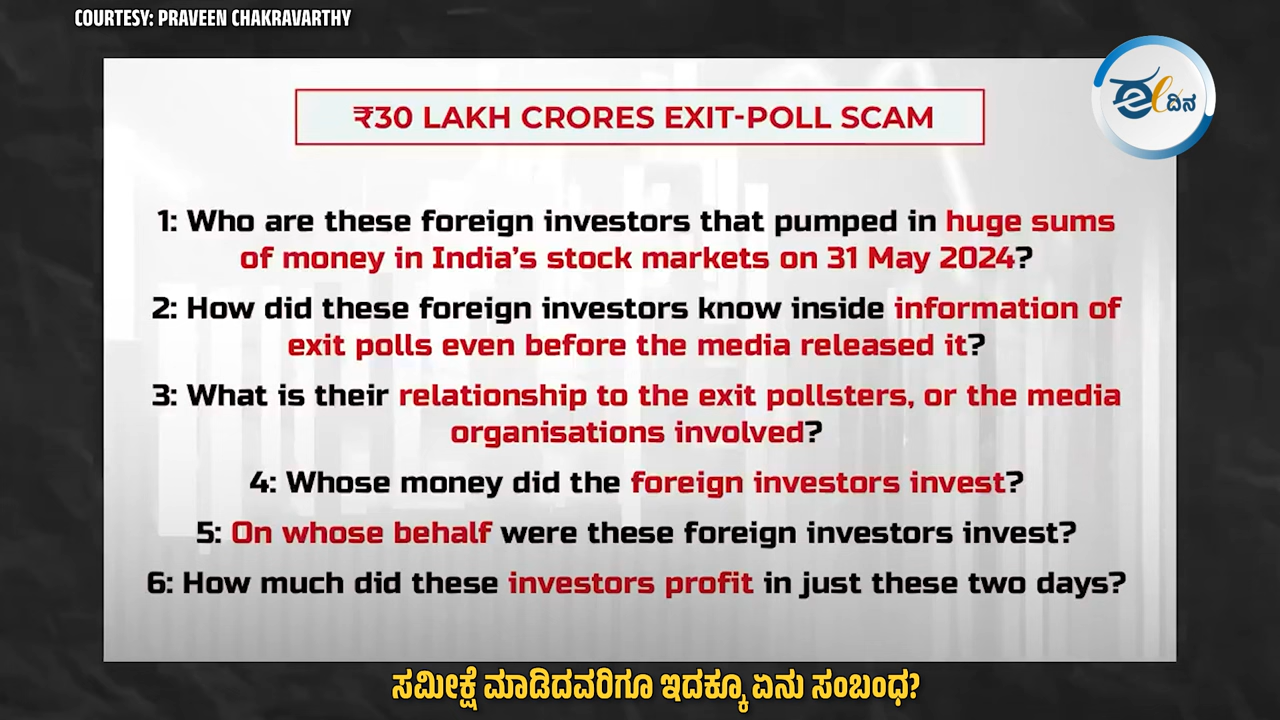 COURTESY: PRAVEEN CHAKRAVARTHY
ಈ ದಿನ
₹30 LAKH CRORES EXIT-POLL SCAM
1: Who are these foreign investors that pumped in huge sums
of money in India's stock markets on 31 May 2024?
2: How did these foreign investors know inside information of
exit polls even before the media released it?
3: What is their relationship to the exit pollsters, or the media
organisations involved?
4: Whose money did the foreign investors invest?
5: On whose behalf were these foreign investors invest?
6: How much did these investors profit in just these two days?
ಸಮೀಕ್ಷೆ ಮಾಡಿದವರಿಗೂ ಇದಕ್ಕೂ ಏನು ಸಂಬಂಧ?